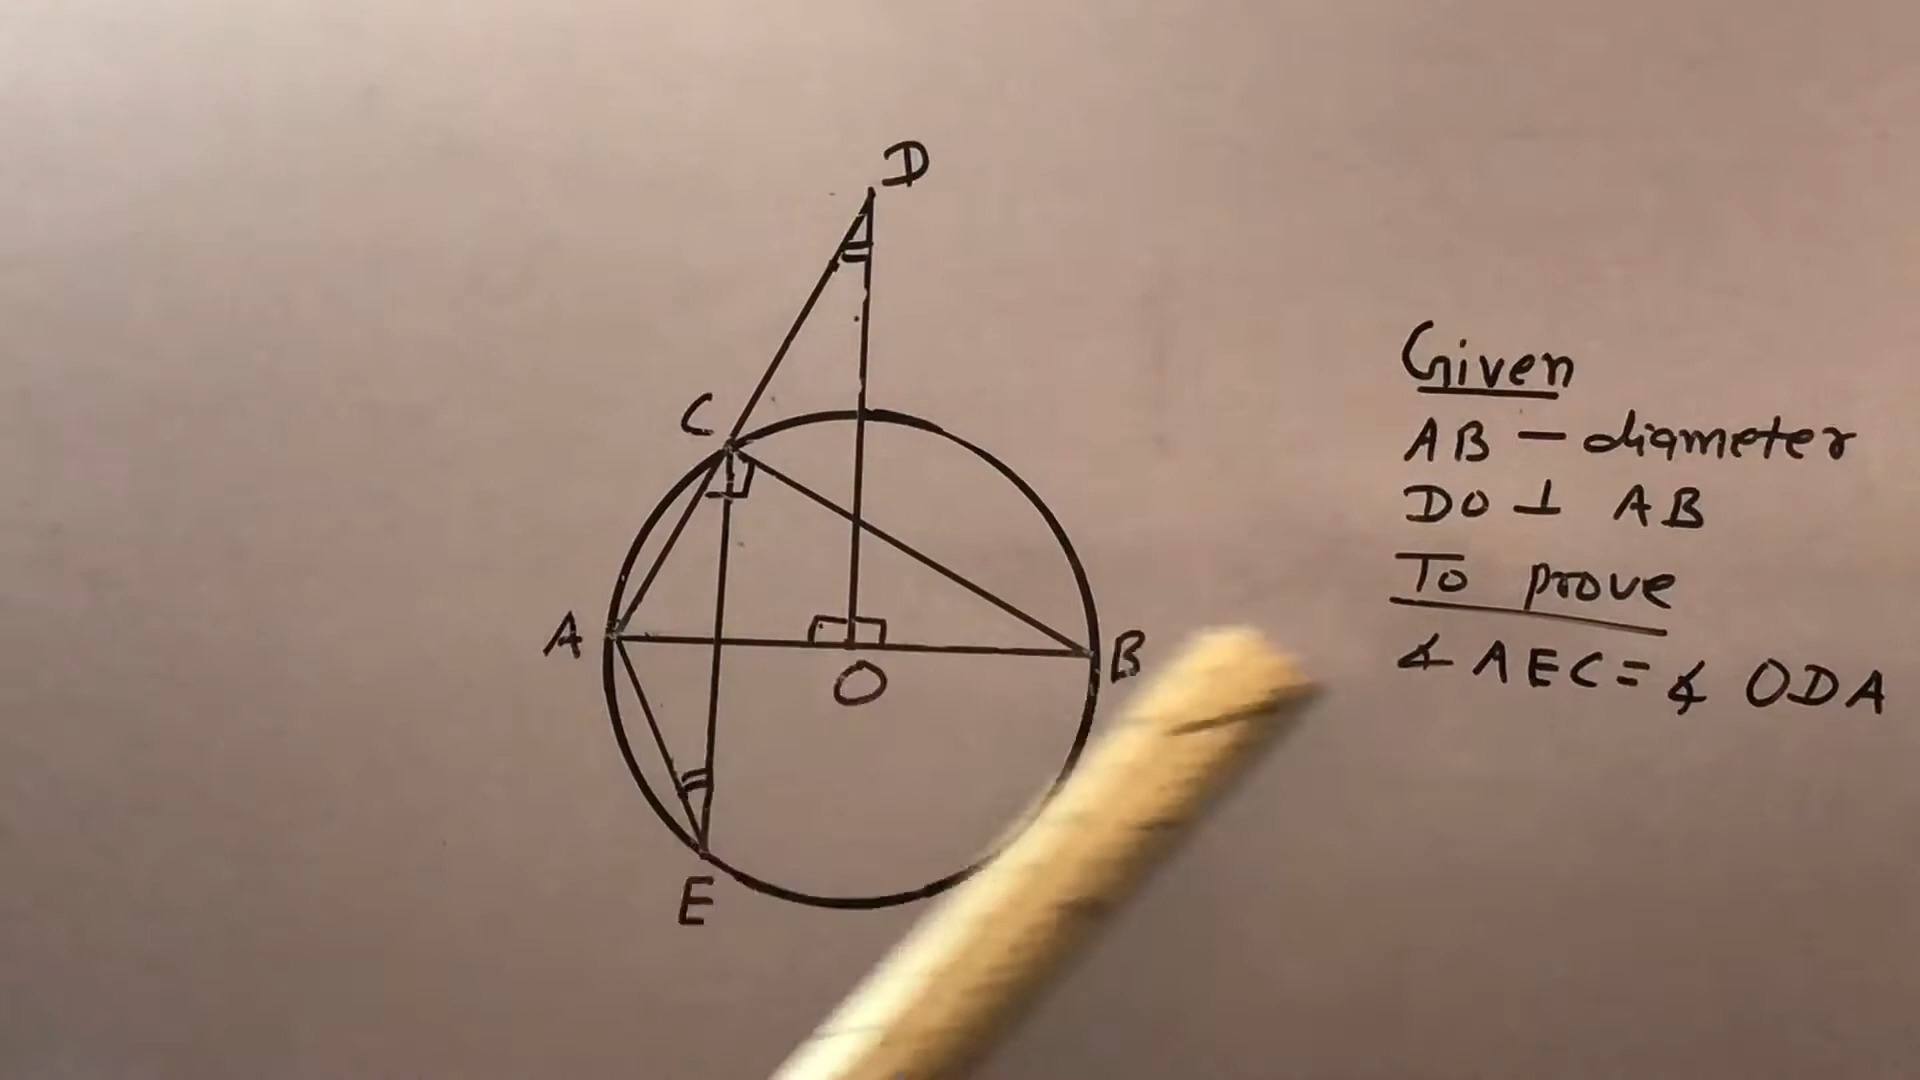 D
C
A
B
O
E
Given
AB — diameter
DO ⊥ AB
To prove
∡ AEC = ∡ ODA